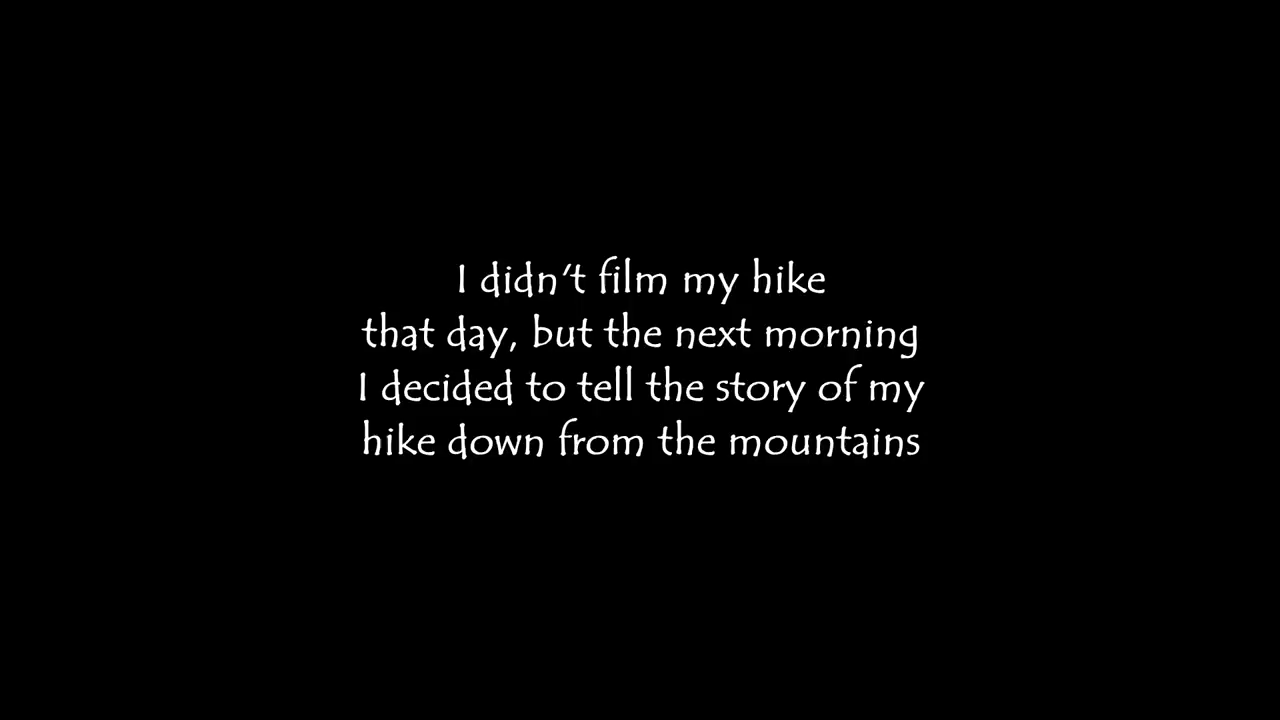 I didn't film my hike
that day, but the next morning
I decided to tell the story of my
hike down from the mountains